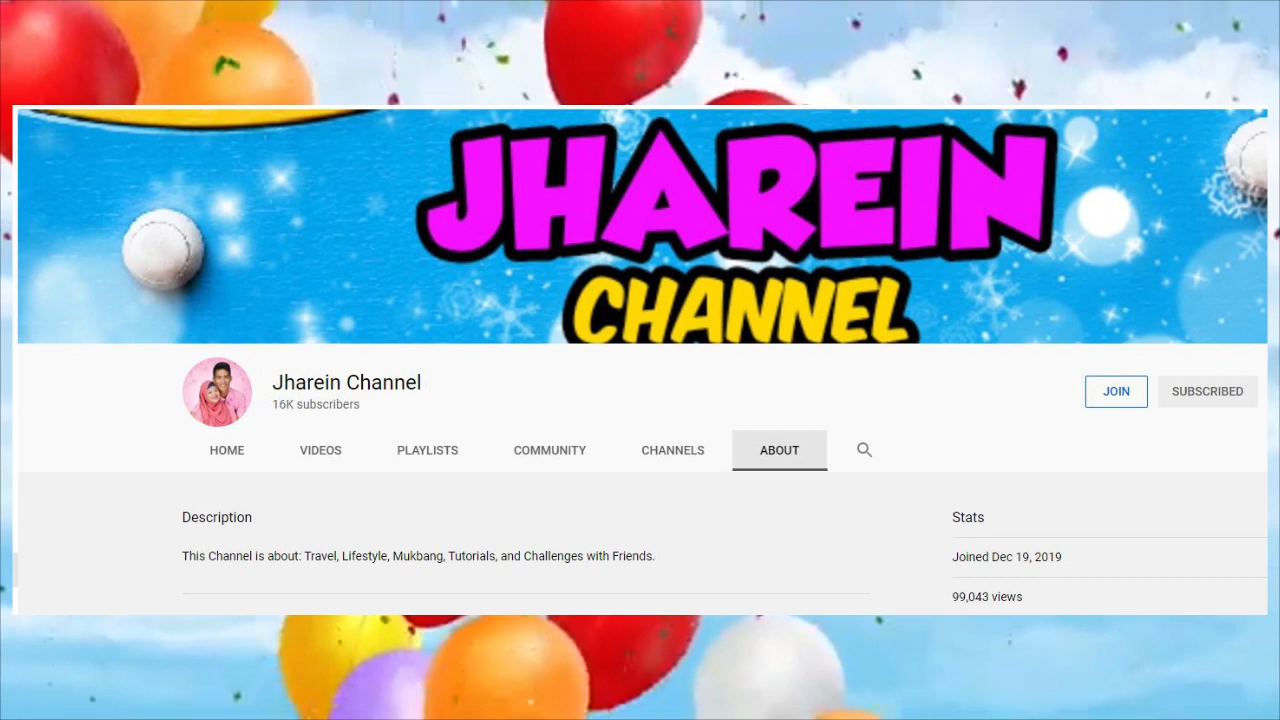 JHAREIN
CHANNEL
Jharein Channel
16K subscribers
JOIN
SUBSCRIBED
HOME
VIDEOS
PLAYLISTS
COMMUNITY
CHANNELS
ABOUT
Description
This Channel is about: Travel, Lifestyle, Mukbang, Tutorials, and Challenges with Friends.
Stats
Joined Dec 19, 2019
99,043 views